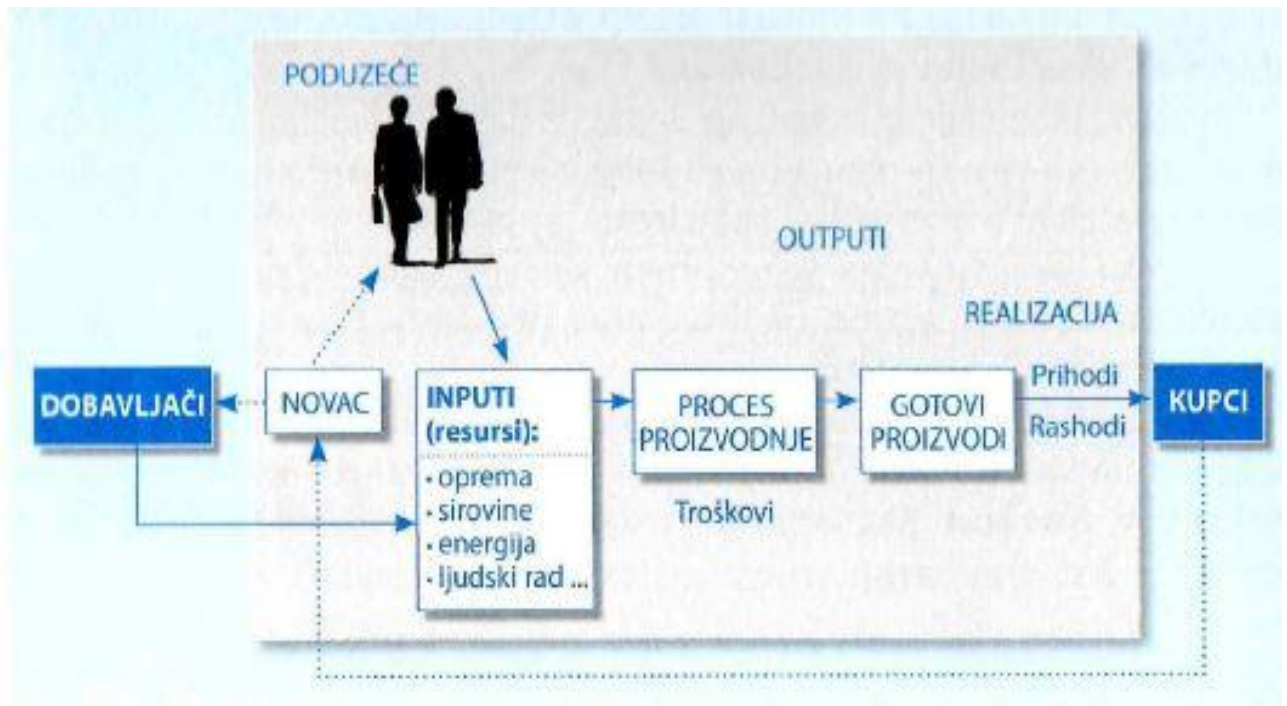 PODUZEĆE
OUTPUTI
REALIZACIJA
DOBAVLJAČI
NOVAC
INPUTI
(resursi):
• oprema
• sirovine
• energija
• ljudski rad ...
PROCES
PROIZVODNJE
Troškovi
GOTOVI
PROIZVODI
Prihodi
Rashodi
KUPCI